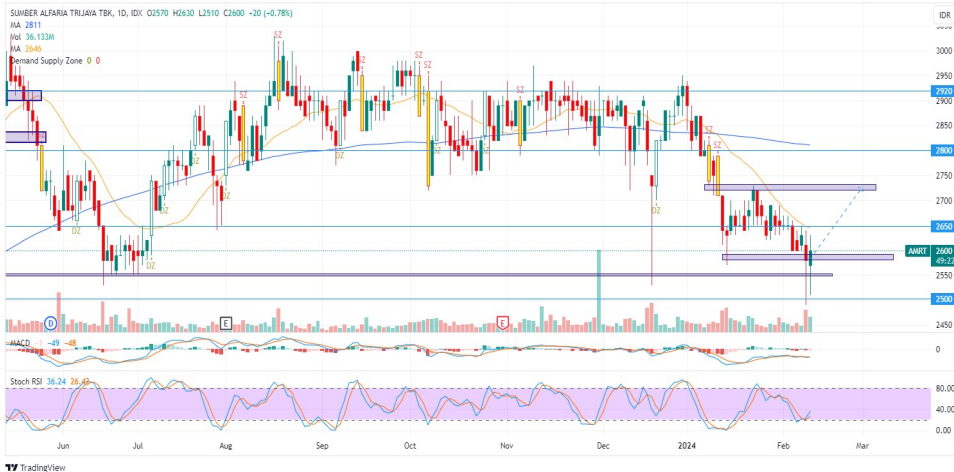 SUMBER ALFARIA TRIJAYA TBK, 1D, IDX O2570 H2630 L2510 C2600 +20 (+0.78%)
IDR
MA 2811
Vol 36.133M
MA 2646
Demand Supply Zone 0 0
3000
2950
2920
2900
2850
2800
2750
2700
2650
AMRT 2600
2550
2500
2450
SZ
SZ
SZ
SZ
SZ
SZ
SZ
SZ
DZ
DZ
DZ
DZ
DZ
DZ
DZ
DZ
DZ
D
E
E
MACD -1 -49 -48
0
Stoch RSI 36.24
80.00
40.00
0.00
Jun Jul Aug Sep Oct Nov Dec 2024 Feb Mar
TradingView